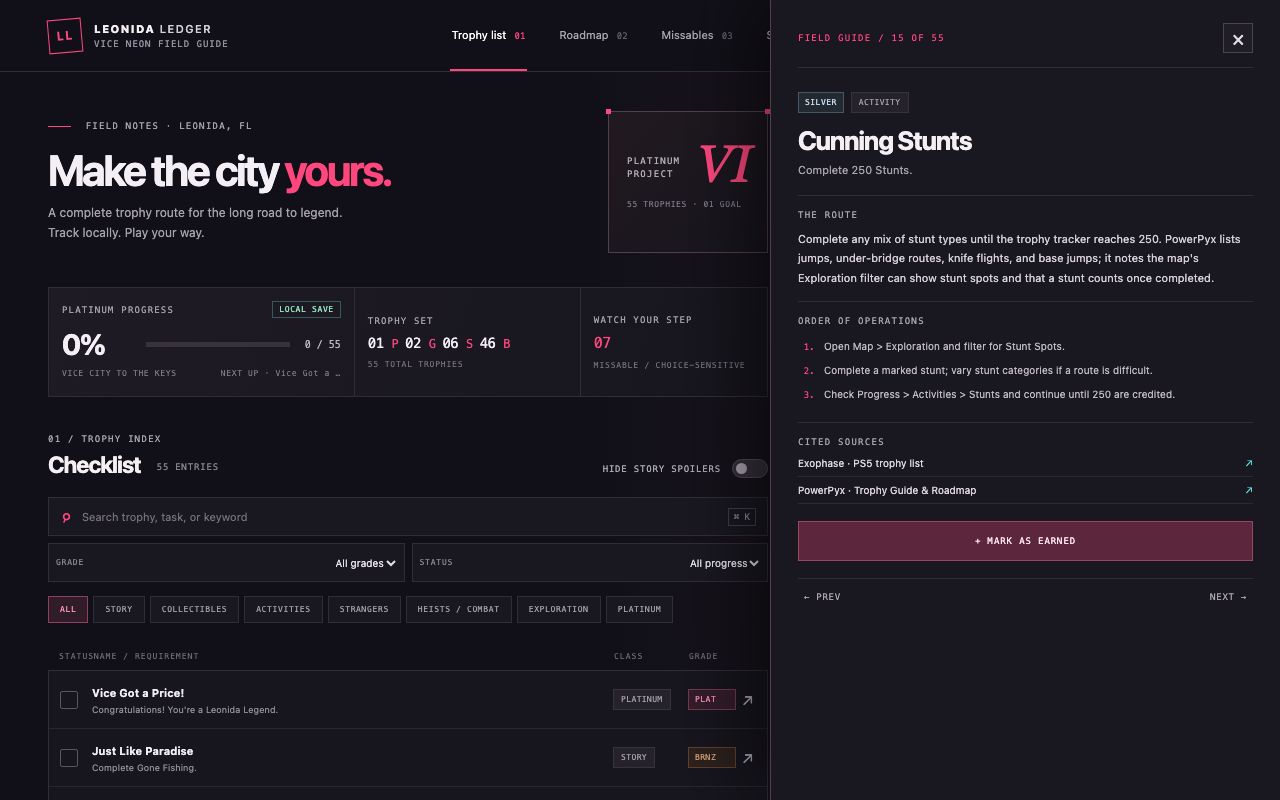 LL
LEONIDA LEDGER
VICE NEON FIELD GUIDE
Trophy list 01
Roadmap 02
Missables 03
FIELD NOTES · LEONIDA, FL
Make the city yours.
A complete trophy route for the long road to legend.
Track locally. Play your way.
PLATINUM
PROJECT
VI
55 TROPHIES · 01 GOAL
PLATINUM PROGRESS
LOCAL SAVE
0%
0 / 55
VICE CITY TO THE KEYS
NEXT UP · Vice Got a …
TROPHY SET
01 P 02 G 06 S 46 B
55 TOTAL TROPHIES
WATCH YOUR STEP
07
MISSABLE / CHOICE-SENSITIVE
01 / TROPHY INDEX
Checklist
55 ENTRIES
HIDE STORY SPOILERS
Search trophy, task, or keyword
⌘ K
GRADE
All grades
STATUS
All progress
ALL
STORY
COLLECTIBLES
ACTIVITIES
STRANGERS
HEISTS / COMBAT
EXPLORATION
PLATINUM
STATUS
NAME / REQUIREMENT
CLASS
GRADE
Vice Got a Price!
Congratulations! You're a Leonida Legend.
PLATINUM
PLAT
↗
Just Like Paradise
Complete Gone Fishing.
STORY
BRNZ
↗
FIELD GUIDE / 15 OF 55
×
SILVER
ACTIVITY
Cunning Stunts
Complete 250 Stunts.
THE ROUTE
Complete any mix of stunt types until the trophy tracker reaches 250. PowerPyx lists
jumps, under-bridge routes, knife flights, and base jumps; it notes the map's
Exploration filter can show stunt spots and that a stunt counts once completed.
ORDER OF OPERATIONS
1. Open Map > Exploration and filter for Stunt Spots.
2. Complete a marked stunt; vary stunt categories if a route is difficult.
3. Check Progress > Activities > Stunts and continue until 250 are credited.
CITED SOURCES
Exophase · PS5 trophy list ↗
PowerPyx · Trophy Guide & Roadmap ↗
+ MARK AS EARNED
← PREV
NEXT →